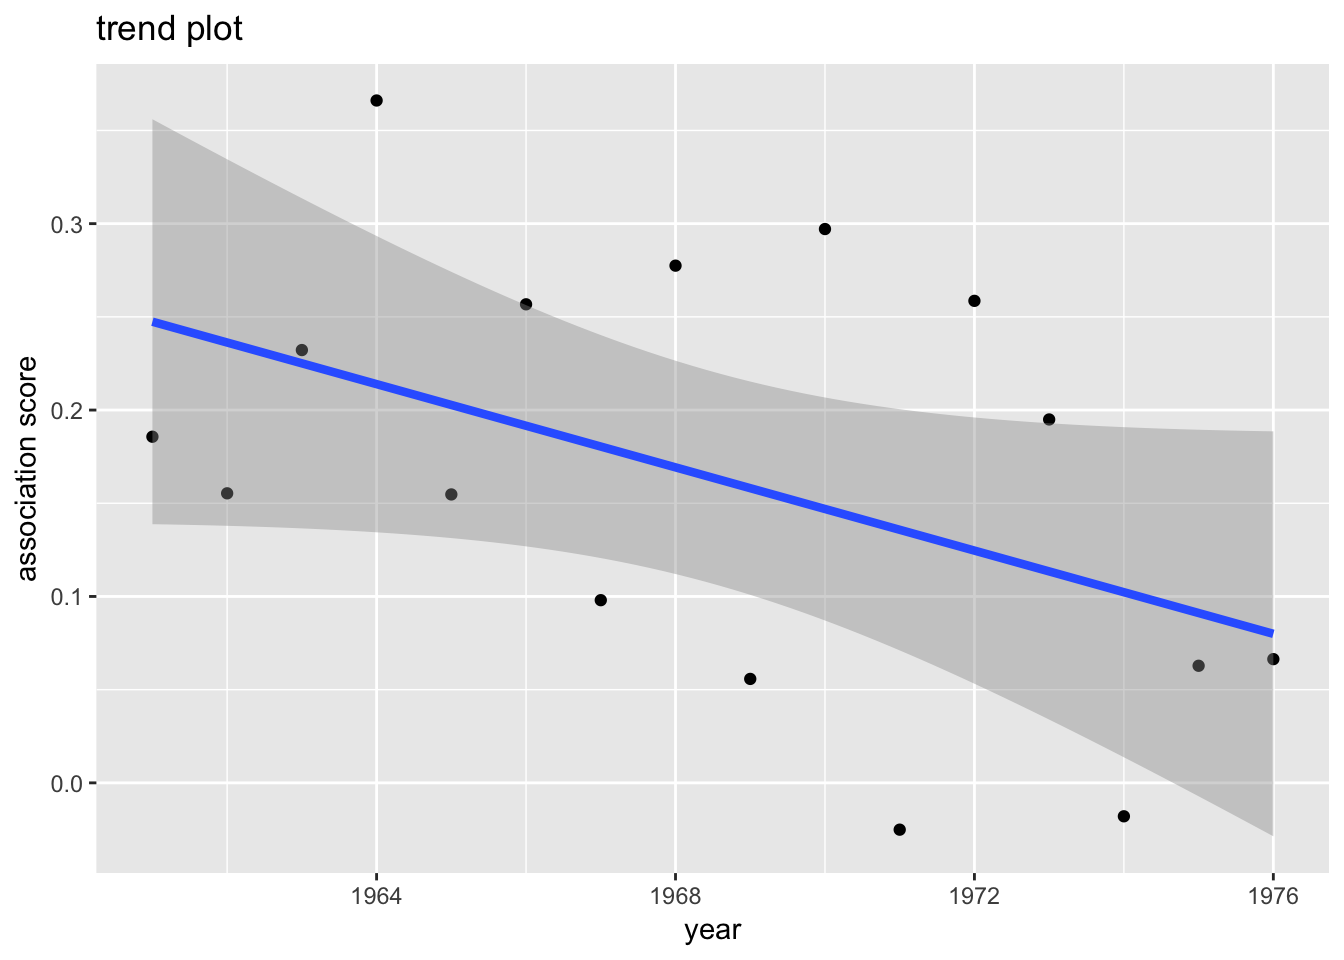 trend plot
association score
0.3
0.2
0.1
0.0
1964 1968 1972 1976
year